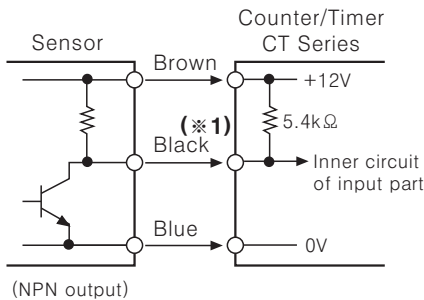 Counter/Timer
CT Series
Sensor
Brown
+12V
(※1)
5.4kΩ
Black
Inner circuit
of input part
Blue
0V
(NPN output)